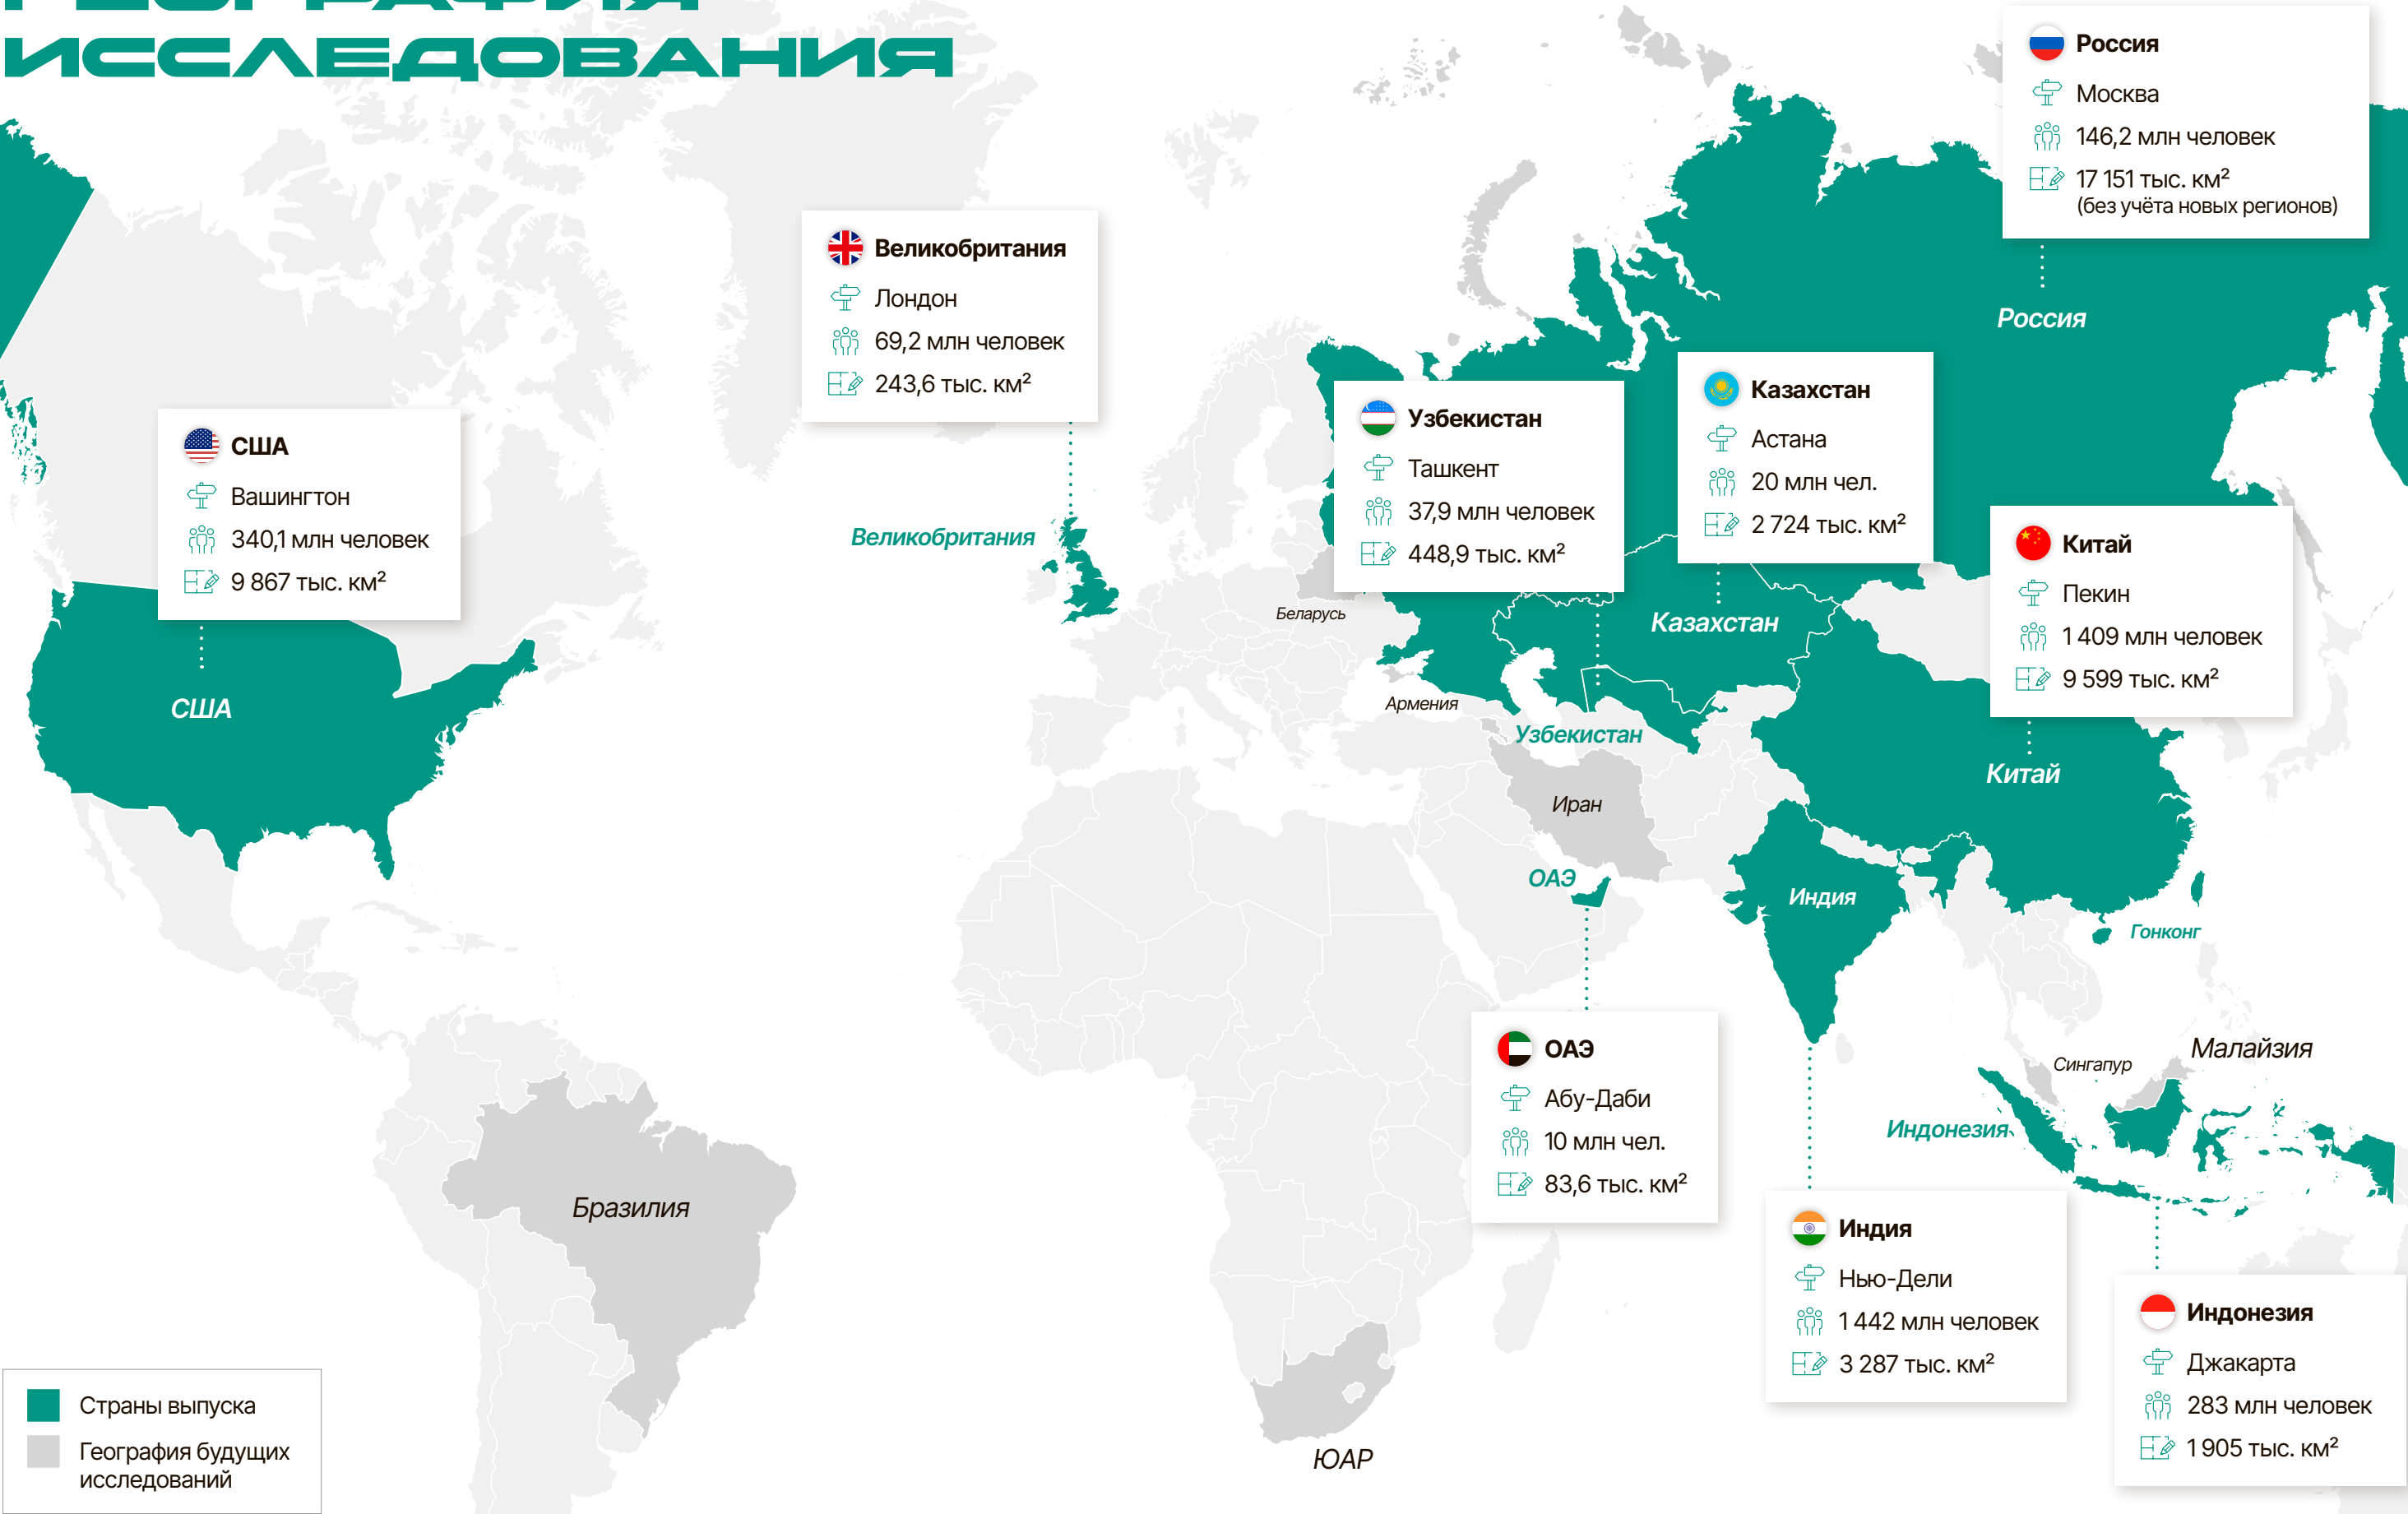 ГЕОГРАФИЯ
ИССЛЕДОВАНИЯ
Россия
Москва
146,2 млн человек
17 151 тыс. км²
(без учёта новых регионов)
Россия
Великобритания
Лондон
69,2 млн человек
243,6 тыс. км²
Великобритания
США
Вашингтон
340,1 млн человек
9 867 тыс. км²
США
Узбекистан
Ташкент
37,9 млн человек
448,9 тыс. км²
Узбекистан
Казахстан
Астана
20 млн чел.
2 724 тыс. км²
Казахстан
Китай
Пекин
1 409 млн человек
9 599 тыс. км²
Китай
Беларусь
Армения
Иран
ОАЭ
Индия
Гонконг
ОАЭ
Абу-Даби
10 млн чел.
83,6 тыс. км²
Малайзия
Сингапур
Индонезия
Бразилия
Индия
Нью-Дели
1 442 млн человек
3 287 тыс. км²
Индонезия
Джакарта
283 млн человек
1 905 тыс. км²
ЮАР
Страны выпуска
География будущих
исследований